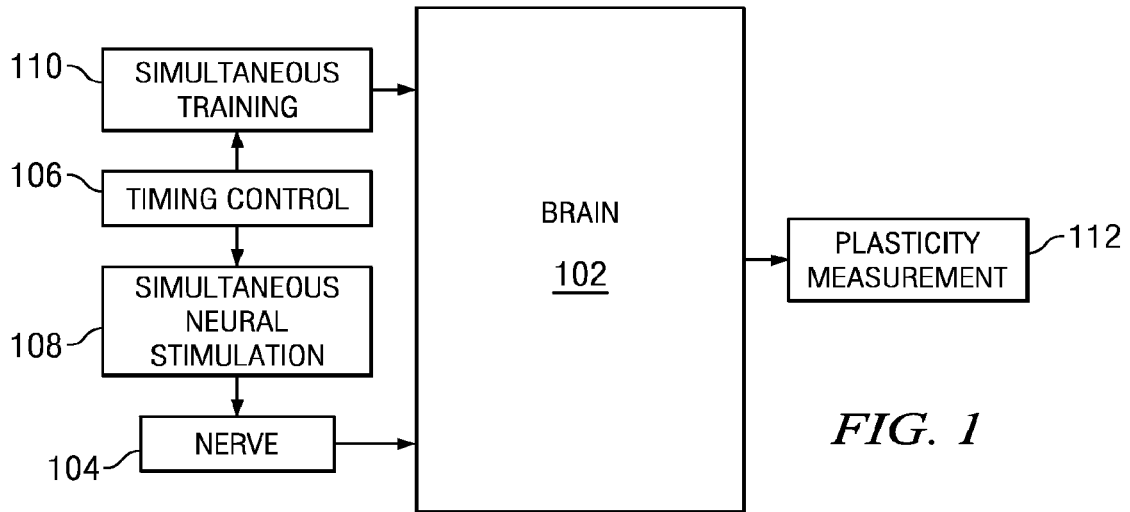 110
SIMULTANEOUS
TRAINING
106
TIMING CONTROL
108
SIMULTANEOUS
NEURAL
STIMULATION
104
NERVE
BRAIN
102
PLASTICITY
MEASUREMENT
112
FIG. 1